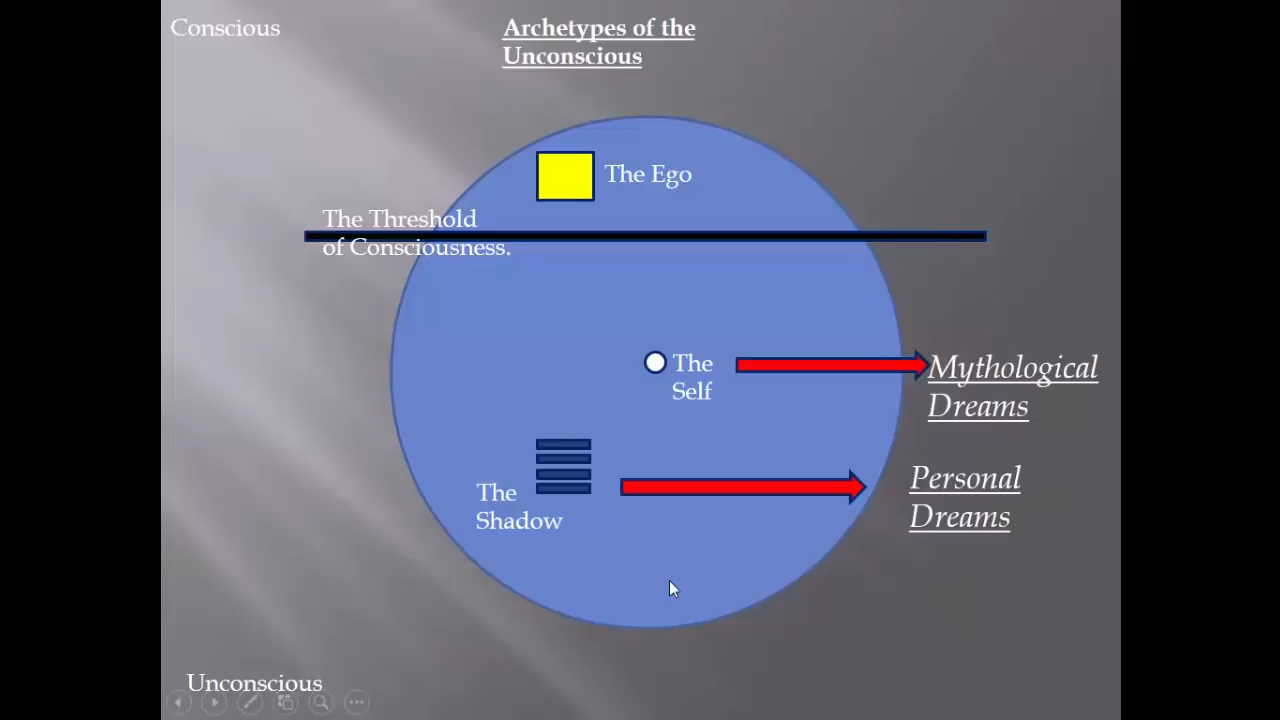 Conscious
Archetypes of the
Unconscious
The Ego
The Threshold
of Consciousness.
The
Self
Mythological
Dreams
The
Shadow
Personal
Dreams
Unconscious